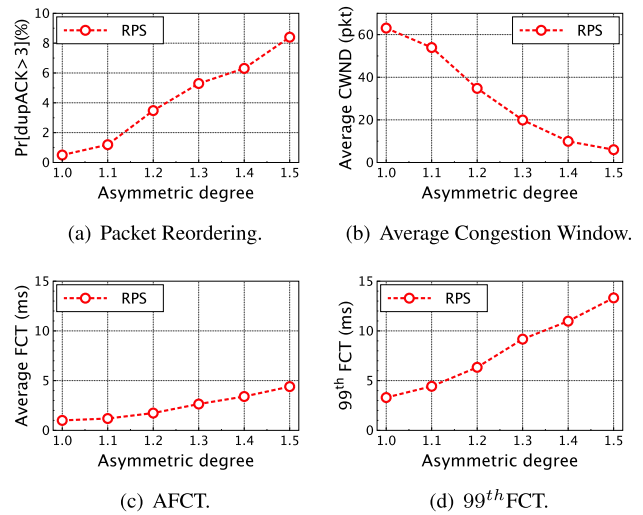 Pr[dupACK>3](%)
10
8
6
4
2
0
RPS
1.0 1.1 1.2 1.3 1.4 1.5
Asymmetric degree
(a) Packet Reordering.
Average CWND (pkt)
60
40
20
0
RPS
1.0 1.1 1.2 1.3 1.4 1.5
Asymmetric degree
(b) Average Congestion Window.
Average FCT (ms)
15
10
5
0
RPS
1.0 1.1 1.2 1.3 1.4 1.5
Asymmetric degree
(c) AFCT.
99th FCT (ms)
15
10
5
0
RPS
1.0 1.1 1.2 1.3 1.4 1.5
Asymmetric degree
(d) 99thFCT.